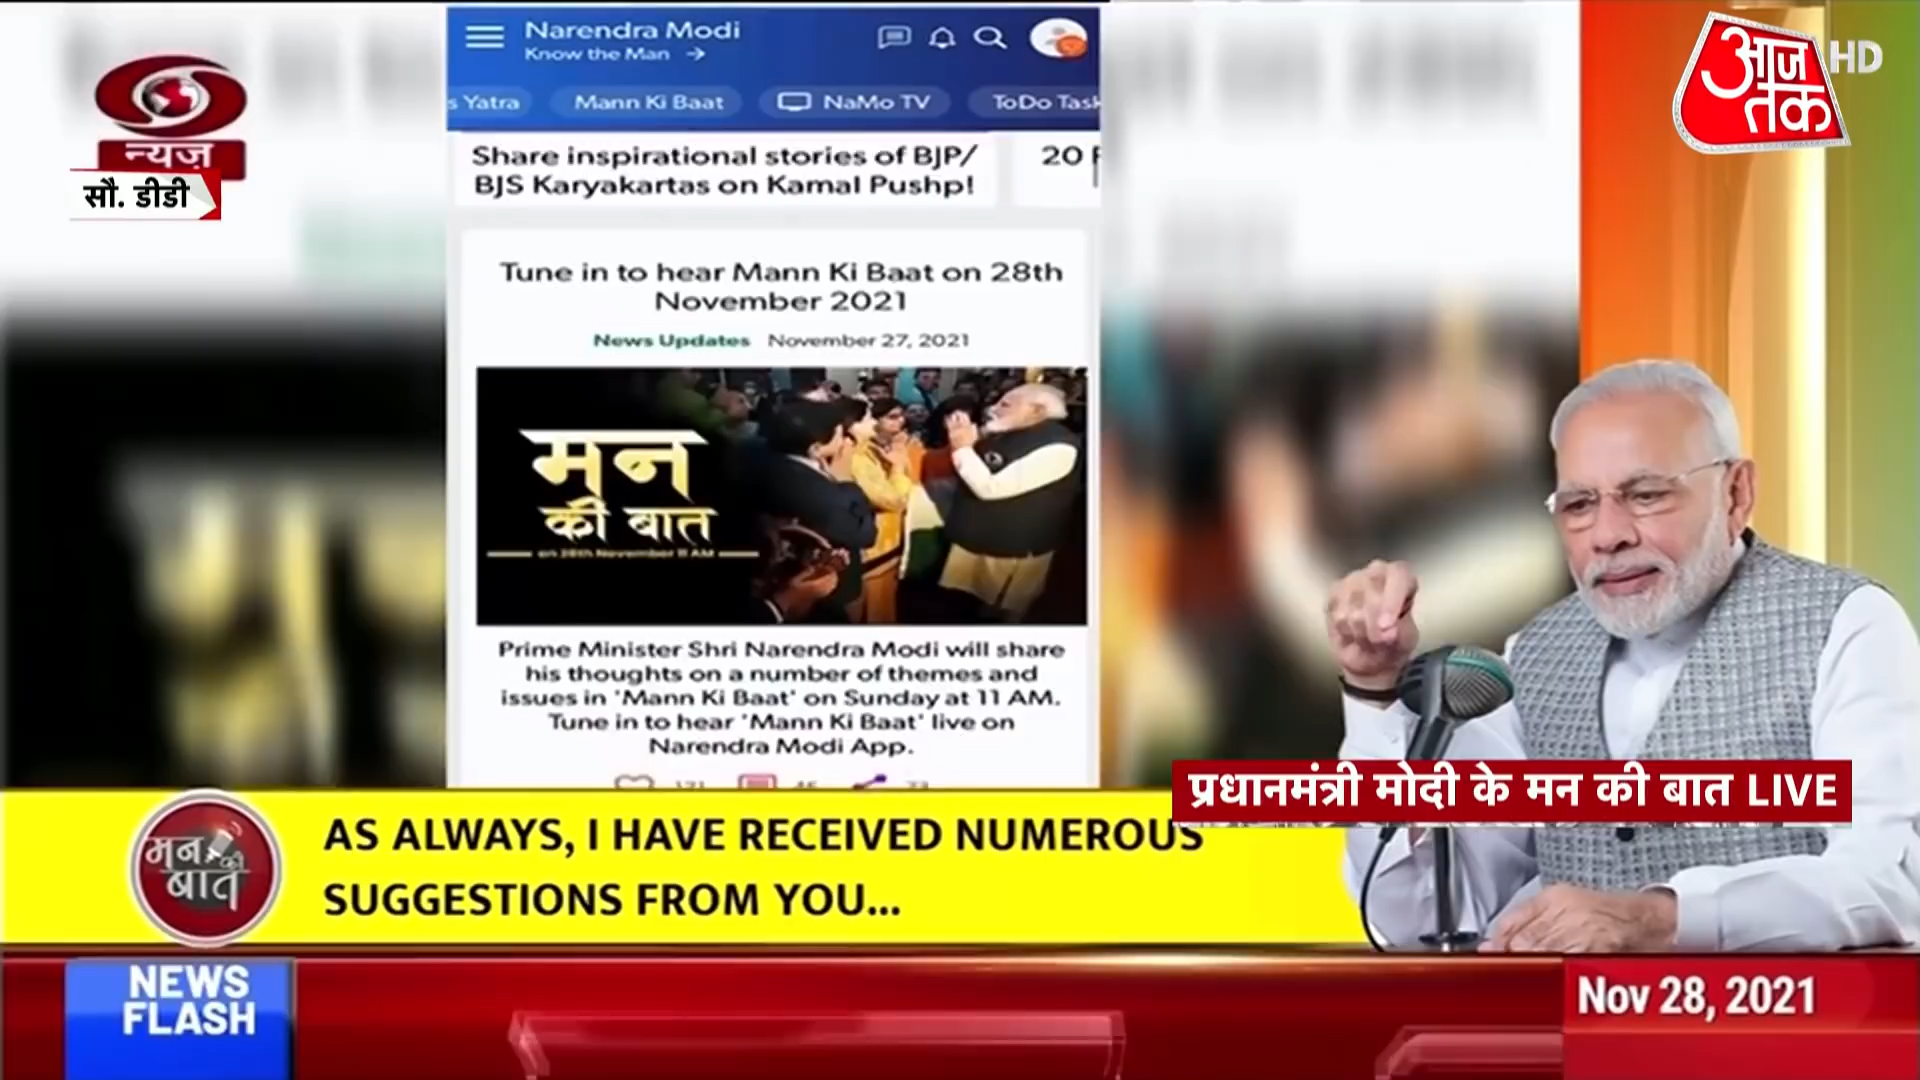 Narendra Modi
Know the Man →
s Yatra
Mann Ki Baat
NaMo TV
ToDo Task
Share inspirational stories of BJP/
BJS Karyakartas on Kamal Pushp!
20
Tune in to hear Mann Ki Baat on 28th
November 2021
News Updates November 27, 2021
मन
की बात
on 28th November 11 AM
Prime Minister Shri Narendra Modi will share
his thoughts on a number of themes and
issues in 'Mann Ki Baat' on Sunday at 11 AM.
Tune in to hear 'Mann Ki Baat' live on
Narendra Modi App.
न्यूज़
सौ. डीडी
आज
तक
HD
प्रधानमंत्री मोदी के मन की बात LIVE
मन की
बात
AS ALWAYS, I HAVE RECEIVED NUMEROUS
SUGGESTIONS FROM YOU...
NEWS
FLASH
Nov 28, 2021